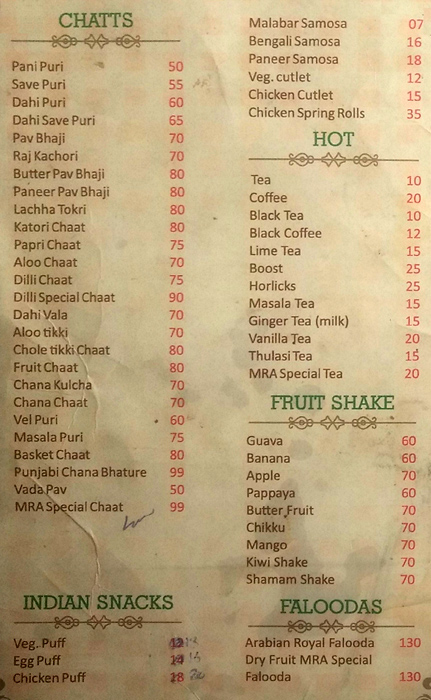 CHATTS
Pani Puri 50
Save Puri 55
Dahi Puri 60
Dahi Save Puri 65
Pav Bhaji 70
Raj Kachori 70
Butter Pav Bhaji 80
Paneer Pav Bhaji 80
Lachha Tokri 80
Katori Chaat 80
Papri Chaat 75
Aloo Chaat 70
Dilli Chaat 75
Dilli Special Chaat 90
Dahi Vala 70
Aloo tikki 70
Chole tikki Chaat 80
Fruit Chaat 80
Chana Kulcha 70
Chana Chaat 70
Vel Puri 60
Masala Puri 75
Basket Chaat 80
Punjabi Chana Bhature 99
Vada Pav 50
MRA Special Chaat 99
INDIAN SNACKS
Veg. Puff
Egg Puff 14
Chicken Puff 18
Malabar Samosa 07
Bengali Samosa 16
Paneer Samosa 18
Veg. cutlet 12
Chicken Cutlet 15
Chicken Spring Rolls 35
HOT
Tea 10
Coffee 20
Black Tea 10
Black Coffee 12
Lime Tea 15
Boost 25
Horlicks 25
Masala Tea 15
Ginger Tea (milk) 15
Vanilla Tea 20
Thulasi Tea 15
MRA Special Tea 20
FRUIT SHAKE
Guava 60
Banana 60
Apple 70
Pappaya 60
Butter Fruit 70
Chikku 70
Mango 70
Kiwi Shake 70
Shamam Shake 70
FALOODAS
Arabian Royal Falooda 130
Dry Fruit MRA Special
Falooda 130